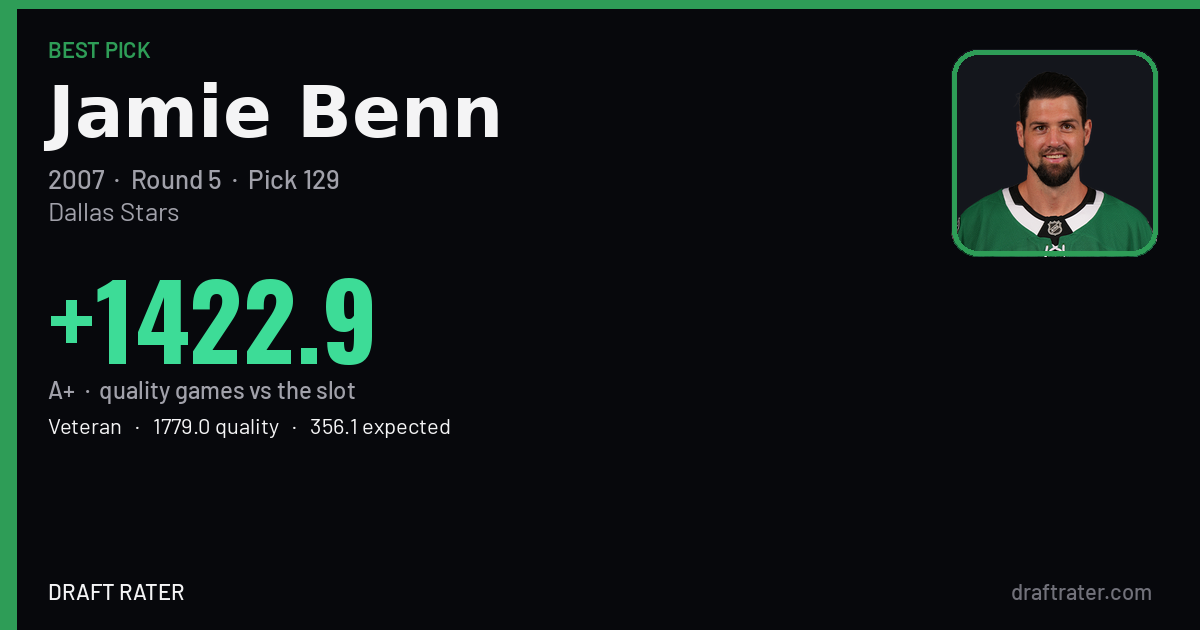 BEST PICK
Jamie Benn
2007 · Round 5 · Pick 129
Dallas Stars
+1422.9
A+ · quality games vs the slot
Veteran · 1779.0 quality · 356.1 expected
DRAFT RATER
draftrater.com